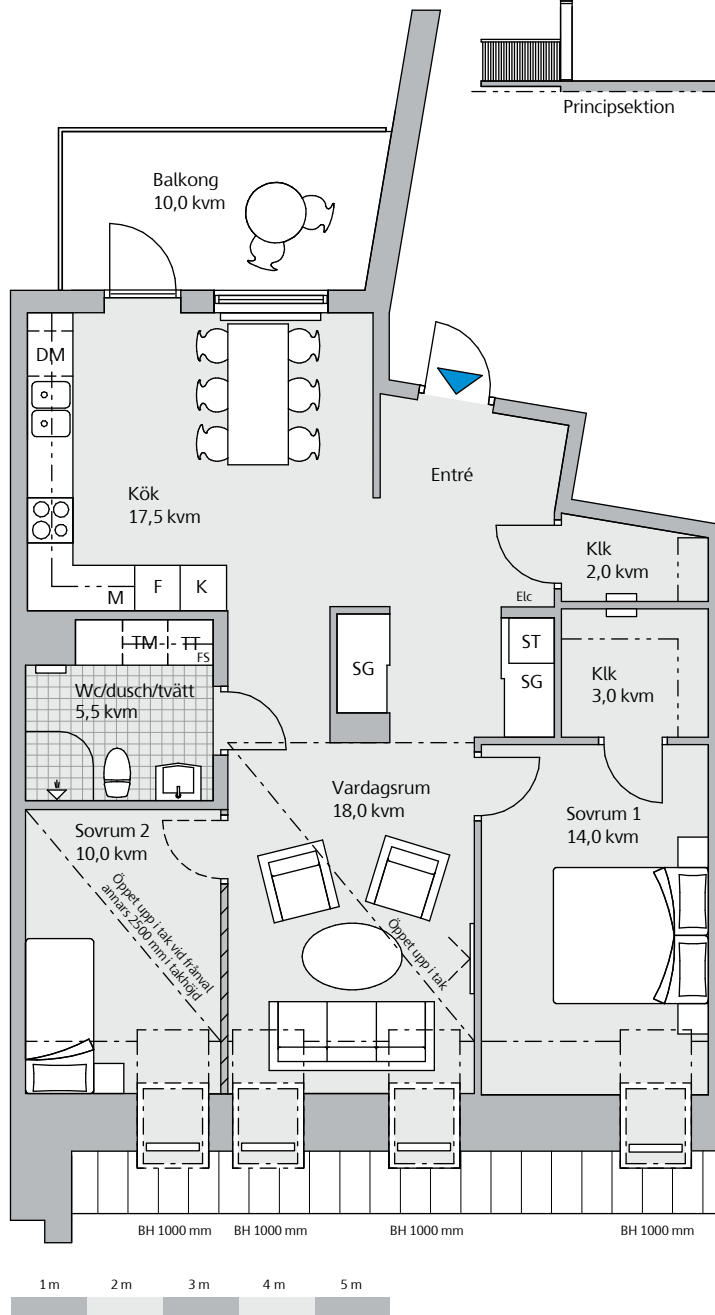 Principsektion
Balkong
10,0 kvm
DM
Entré
Kök
17,5 kvm
Klk
2,0 kvm
M
F
K
Elc
TM
TT
FS
SG
ST
SG
Klk
3,0 kvm
Wc/dusch/tvätt
5,5 kvm
Vardagsrum
18,0 kvm
Sovrum 1
14,0 kvm
Sovrum 2
10,0 kvm
Öppet upp i tak vid frånval
annars 2500 mm i takhöjd
Öppet upp i tak
BH 1000 mm
BH 1000 mm
BH 1000 mm
BH 1000 mm
1 m
2 m
3 m
4 m
5 m